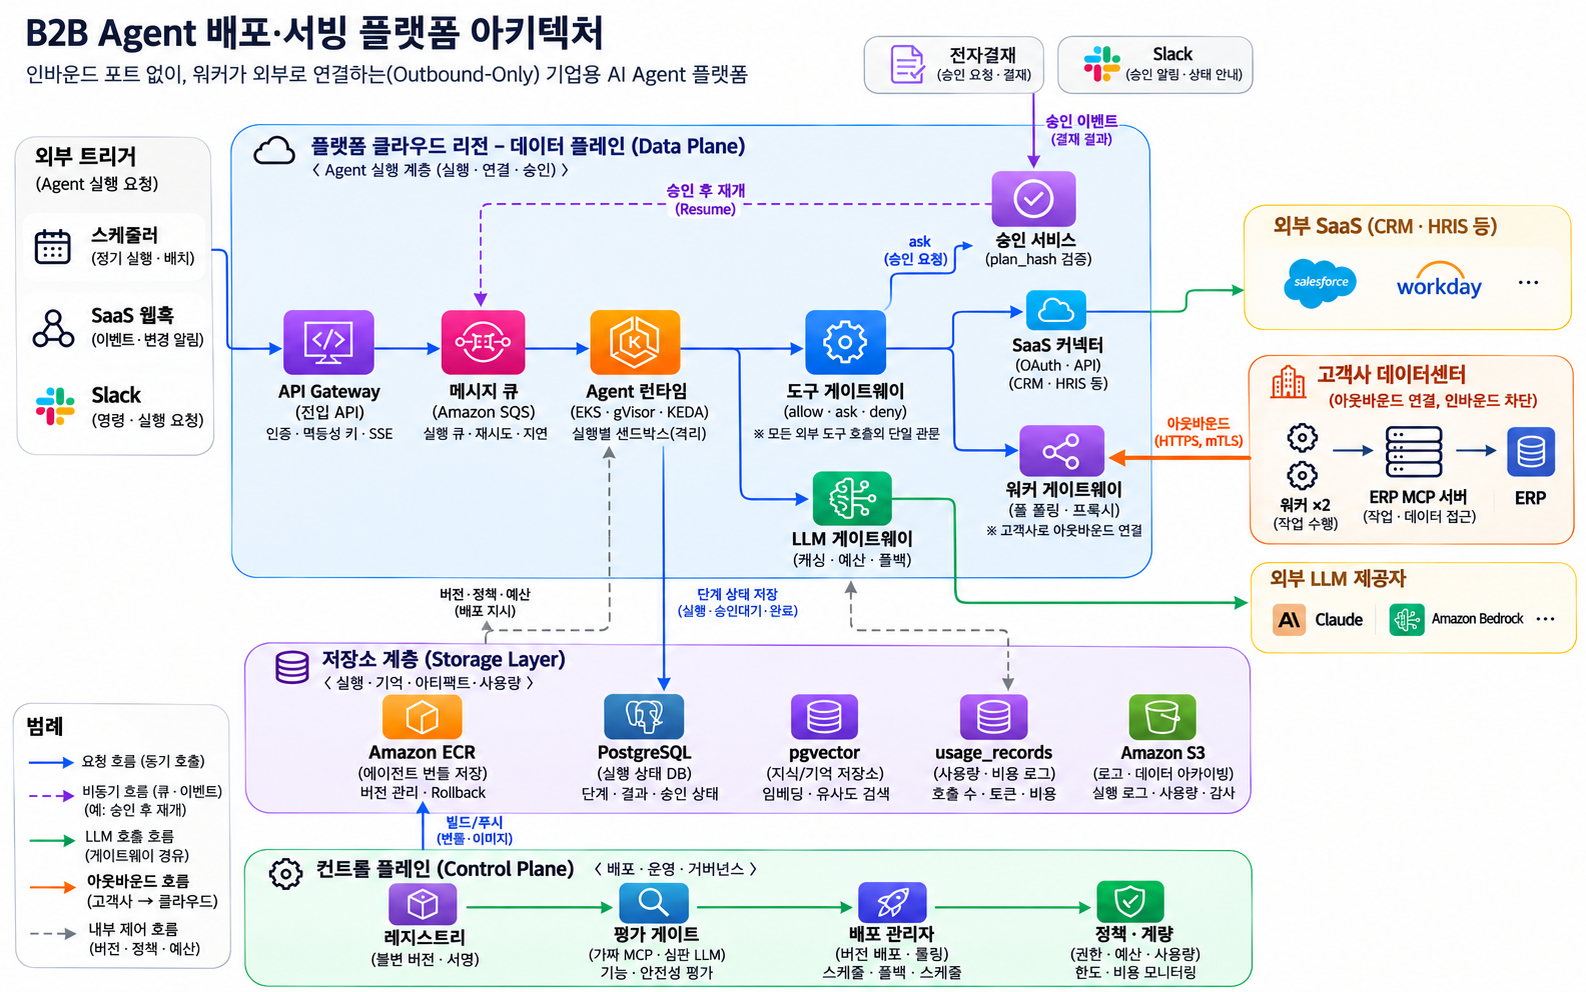 B2B Agent 배포·서빙 플랫폼 아키텍처
인바운드 포트 없이, 워커가 외부로 연결하는(Outbound-Only) 기업용 AI Agent 플랫폼
전자결재
(승인 요청 · 결재)
Slack
(승인 알림 · 상태 안내)
승인 이벤트
(결재 결과)
외부 트리거
(Agent 실행 요청)
스케줄러
(정기 실행 · 배치)
SaaS 웹훅
(이벤트 · 변경 알림)
Slack
(명령 · 실행 요청)
플랫폼 클라우드 리전 – 데이터 플레인 (Data Plane)
〈 Agent 실행 계층 (실행 · 연결 · 승인) 〉
승인 후 재개
(Resume)
승인 서비스
(plan_hash 검증)
ask
(승인 요청)
API Gateway
(진입 API)
인증 · 멱등성 키 · SSE
메시지 큐
(Amazon SQS)
실행 큐 · 재시도 · 지연
K
Agent 런타임
(EKS · gVisor · KEDA)
실행별 샌드박스(격리)
도구 게이트웨이
(allow · ask · deny)
※ 모든 외부 도구 호출의 단일 관문
SaaS 커넥터
(OAuth · API)
(CRM · HRIS 등)
워커 게이트웨이
(풀 폴링 · 프록시)
※ 고객사로 아웃바운드 연결
LLM 게이트웨이
(캐싱 · 예산 · 플백)
외부 SaaS (CRM · HRIS 등)
salesforce
workday
...
아웃바운드
(HTTPS, mTLS)
고객사 데이터센터
(아웃바운드 연결, 인바운드 차단)
워커 ×2
(작업 수행)
ERP MCP 서버
(작업 · 데이터 접근)
ERP
외부 LLM 제공자
Claude
Amazon Bedrock
...
버전 · 정책 · 예산
(배포 지시)
단계 상태 저장
(실행 · 승인대기 · 완료)
저장소 계층 (Storage Layer)
〈 실행 · 기억 · 아티팩트 · 사용량 〉
Amazon ECR
(에이전트 번들 저장)
버전 관리 · Rollback
PostgreSQL
(실행 상태 DB)
단계 · 결과 · 승인 상태
pgvector
(지식/기억 저장소)
임베딩 · 유사도 검색
usage_records
(사용량 · 비용 로그)
호출 수 · 토큰 · 비용
Amazon S3
(로그 · 데이터 아카이빙)
실행 로그 · 사용량 · 감사
빌드/푸시
(번들 · 이미지)
컨트롤 플레인 (Control Plane)
〈 배포 · 운영 · 거버넌스 〉
레지스트리
(불변 버전 · 서명)
평가 게이트
(가짜 MCP · 심판 LLM)
기능 · 안전성 평가
배포 관리자
(버전 배포 · 롤링)
스케줄 · 플백 · 스케줄
정책 · 계량
(권한 · 예산 · 사용량)
한도 · 비용 모니터링
범례
요청 흐름 (동기 호출)
비동기 흐름 (큐 · 이벤트)
(예: 승인 후 재개)
LLM 호출 흐름
(게이트웨이 경유)
아웃바운드 흐름
(고객사 → 클라우드)
내부 제어 흐름
(버전 · 정책 · 예산)